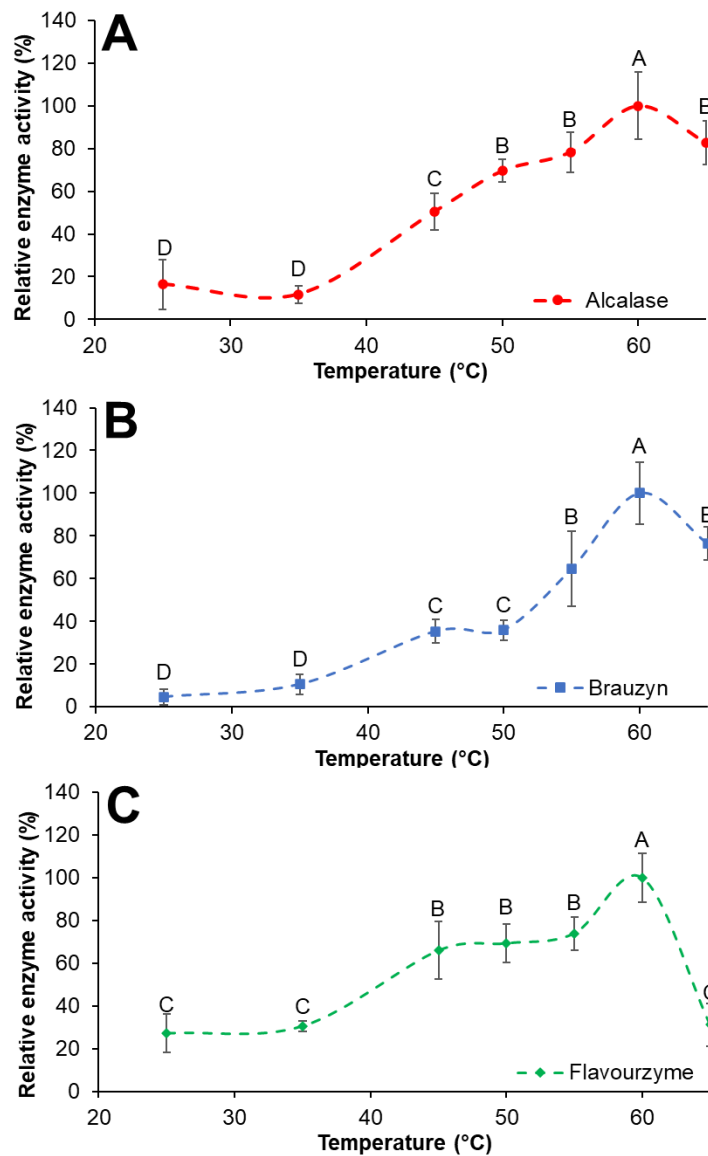 A
Relative enzyme activity (%)
140
120
100
80
60
40
20
0
D
D
C
B
B
A
Alcalase
20
30
40
50
60
Temperature (°C)
B
Relative enzyme activity (%)
140
120
100
80
60
40
20
0
D
D
C
C
B
A
Brauzyn
20
30
40
50
60
Temperature (°C)
C
Relative enzyme activity (%)
140
120
100
80
60
40
20
0
C
C
B
B
B
A
Flavourzyme
20
30
40
50
60
Temperature (°C)